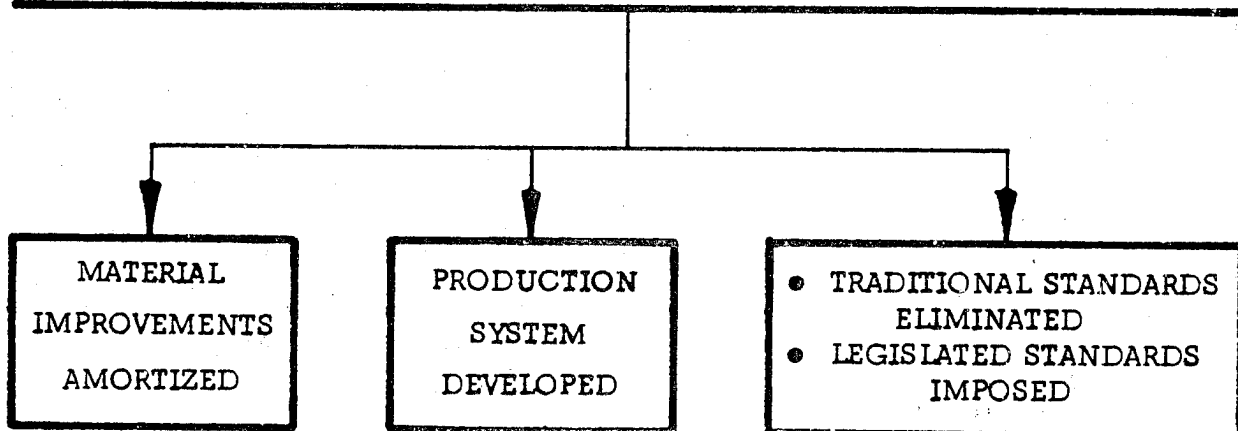 MATERIAL
IMPROVEMENTS
AMORTIZED
PRODUCTION
SYSTEM
DEVELOPED
● TRADITIONAL STANDARDS
ELIMINATED
● LEGISLATED STANDARDS
IMPOSED